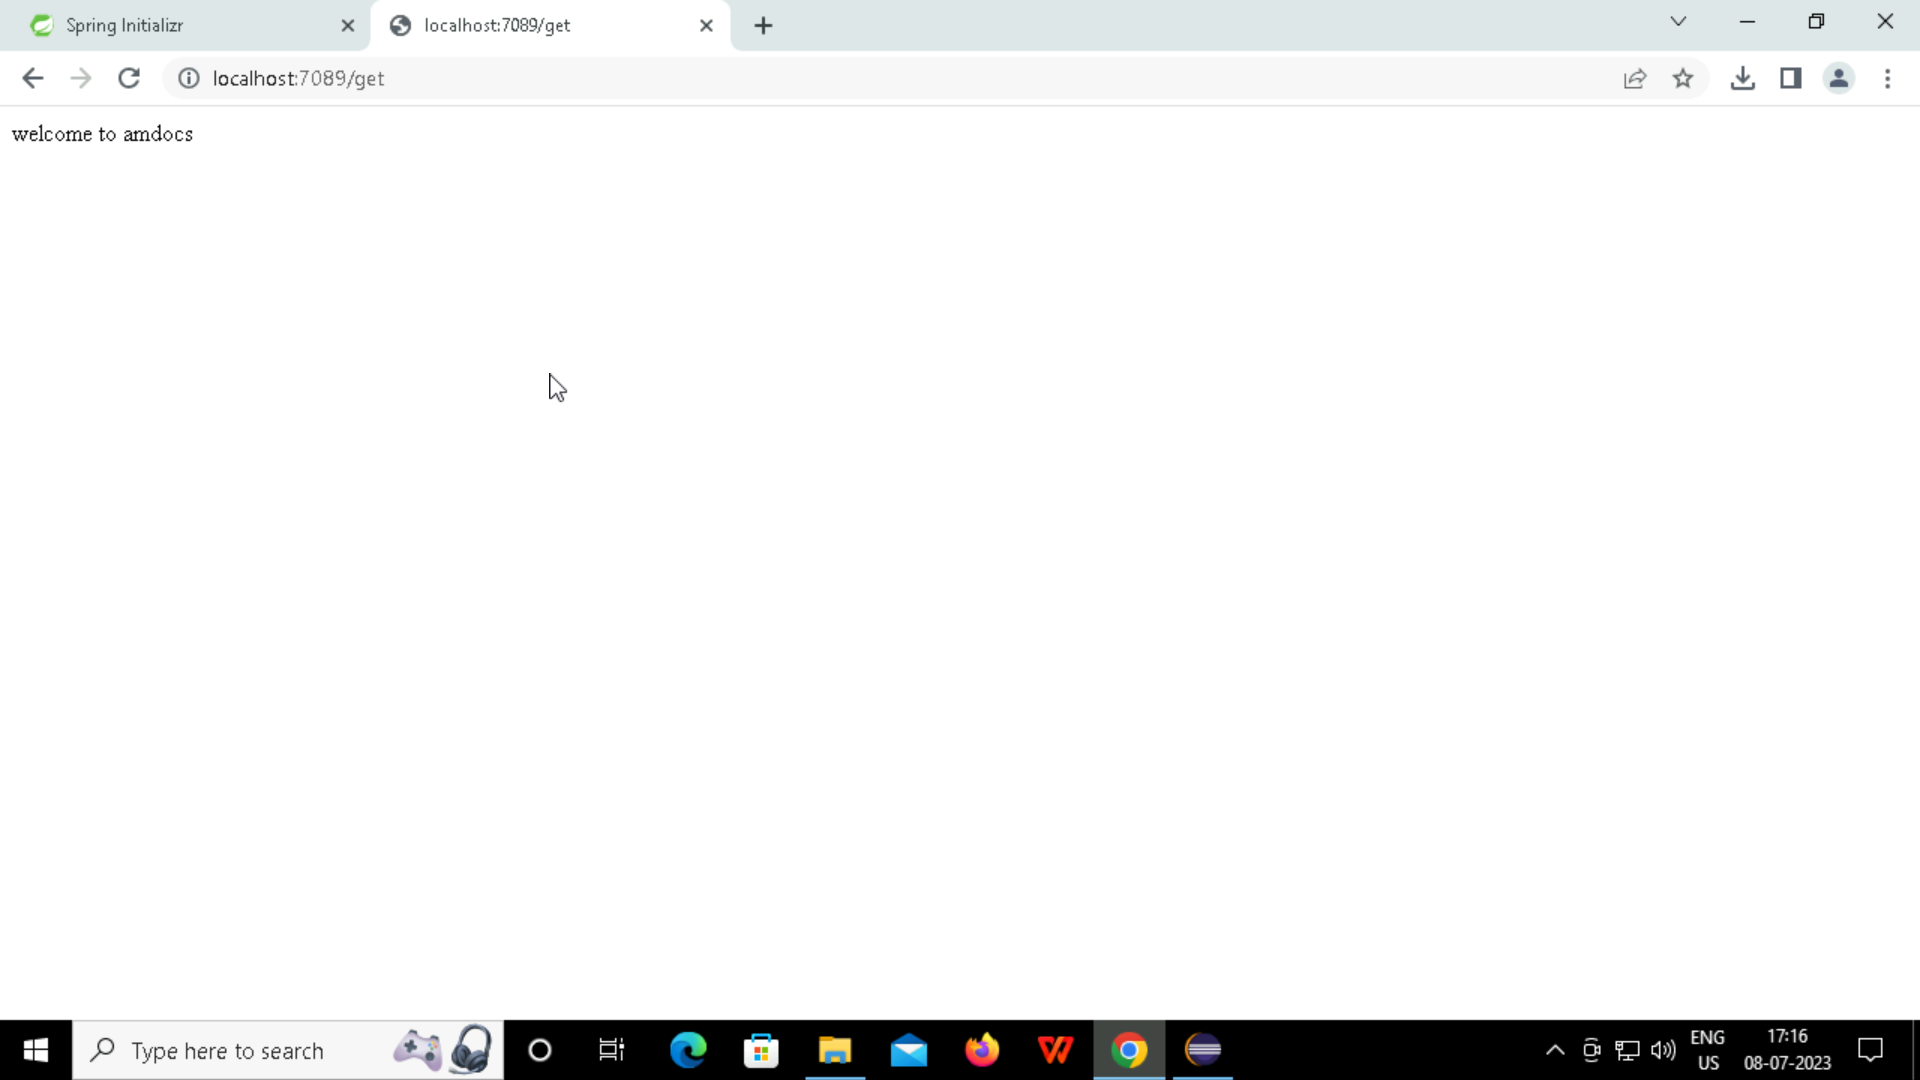 Spring Initializr
localhost:7089/get
localhost:7089/get
welcome to amdocs
Type here to search
ENG
US
17:16
08-07-2023